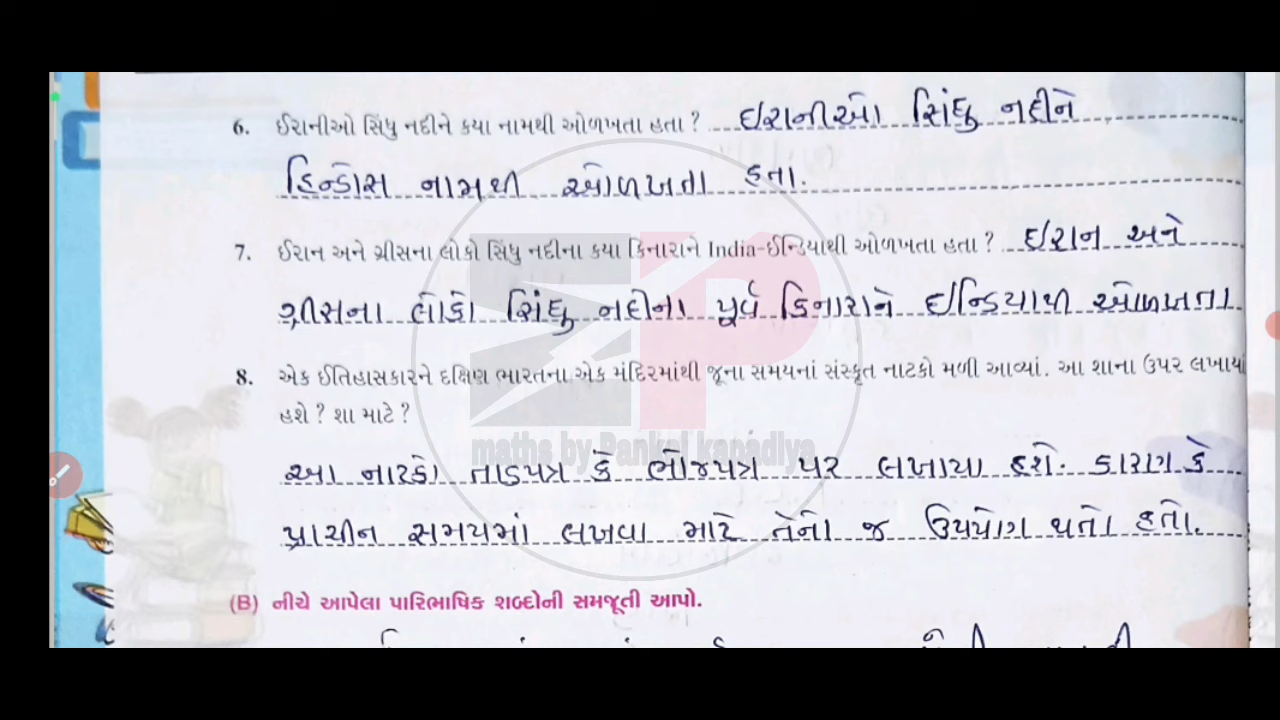 6. ઈરાનીઓ સિંધુ નદીને કયા નામથી ઓળખતા હતા ? ઇરાનીઓ સિંધુ નદીને
હિન્ડોસ નામથી ઓળખતા હતા.
7. ઈરાન અને ગ્રીસના લોકો સિંધુ નદીના કયા કિનારાને India-ઈન્ડિયાથી ઓળખતા હતા ? ઇરાન અને
ગ્રીસના લોકો સિંધુ નદીના પૂર્વ કિનારાને ઇન્ડિયાથી ઓળખતા
8. એક ઈતિહાસકારને દક્ષિણ ભારતના એક મંદિરમાંથી જૂના સમયનાં સંસ્કૃત નાટકો મળી આવ્યાં. આ શાના ઉપર લખાયાં
હશે ? શા માટે ?
maths by Pankaj kapadiya
આ નાટકો તાડપત્ર કે ભોજપત્ર પર લખાયા હશે. કારણ કે
પ્રાચીન સમયમાં લખવા માટે તેનો જ ઉપયોગ થતો હતો.
(B) નીચે આપેલા પારિભાષિક શબ્દોની સમજૂતી આપો.